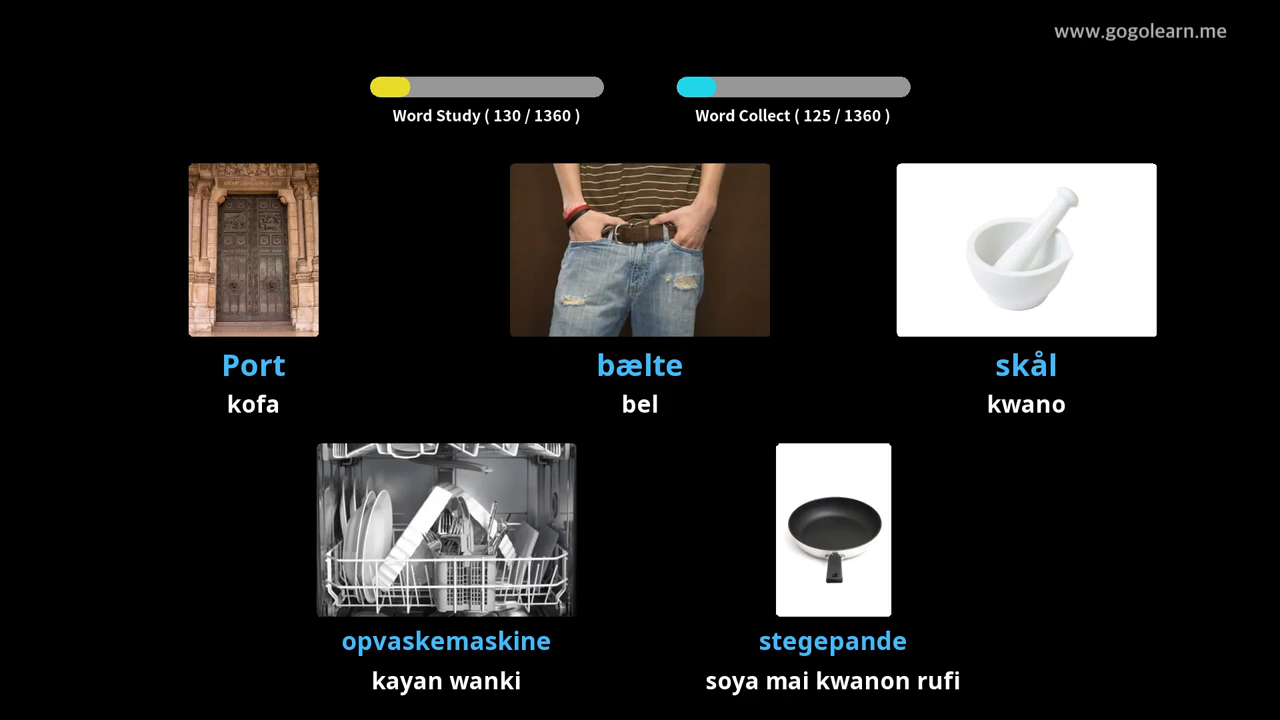 www.gogolearn.me
Word Study ( 130 / 1360 )
Word Collect ( 125 / 1360 )
Port
kofa
bælte
bel
skål
kwano
opvaskemaskine
kayan wanki
stegepande
soya mai kwanon rufi